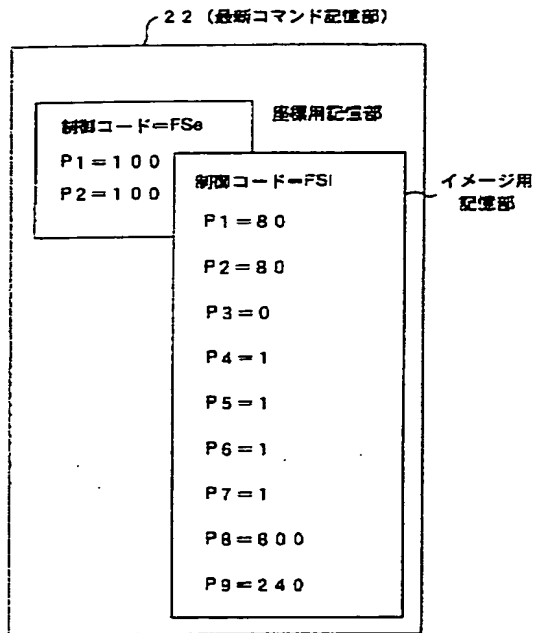 22(最新コマンド記憶部)
制御コード=FSe
座標用記憶部
P1=100
P2=100
制御コード=FSI
イメージ用
記憶部
P1=80
P2=80
P3=0
P4=1
P5=1
P6=1
P7=1
P8=800
P9=240